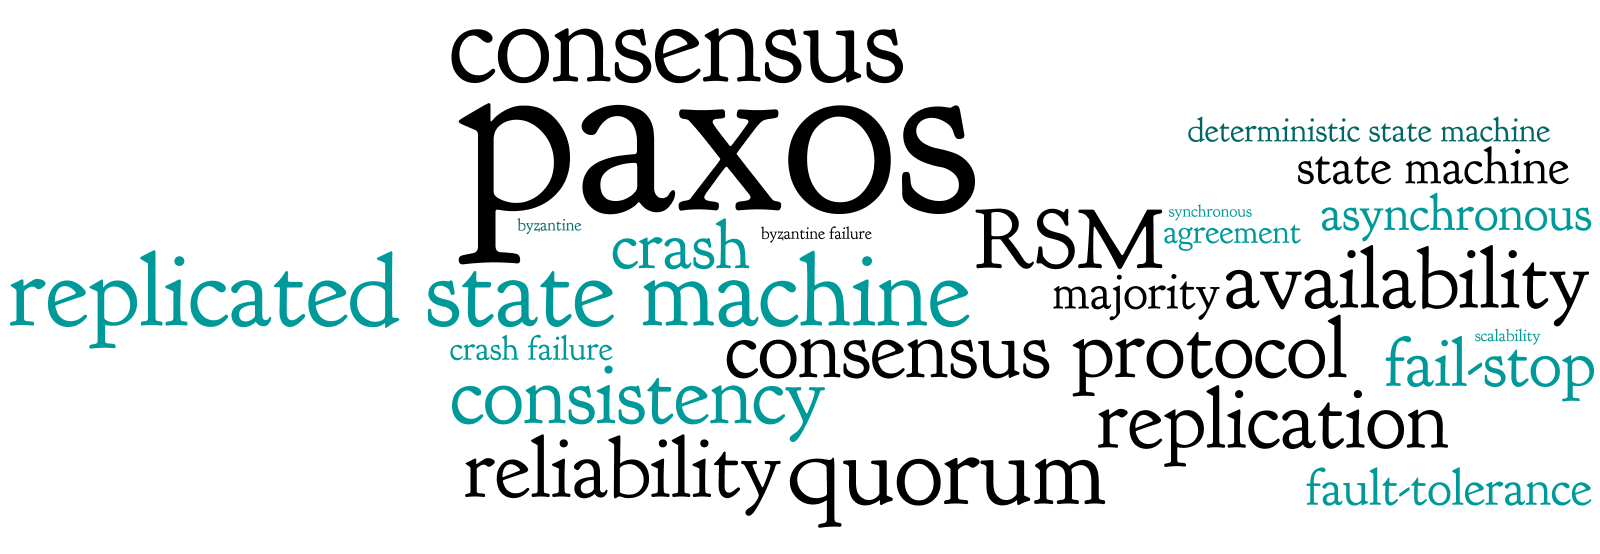 consensus
paxos
deterministic state machine
state machine
byzantine
crash
byzantine failure
RSM
synchronous
agreement
asynchronous
replicated state machine
majority
availability
crash failure
consensus protocol
scalability
fail-stop
consistency
replication
reliability
quorum
fault-tolerance